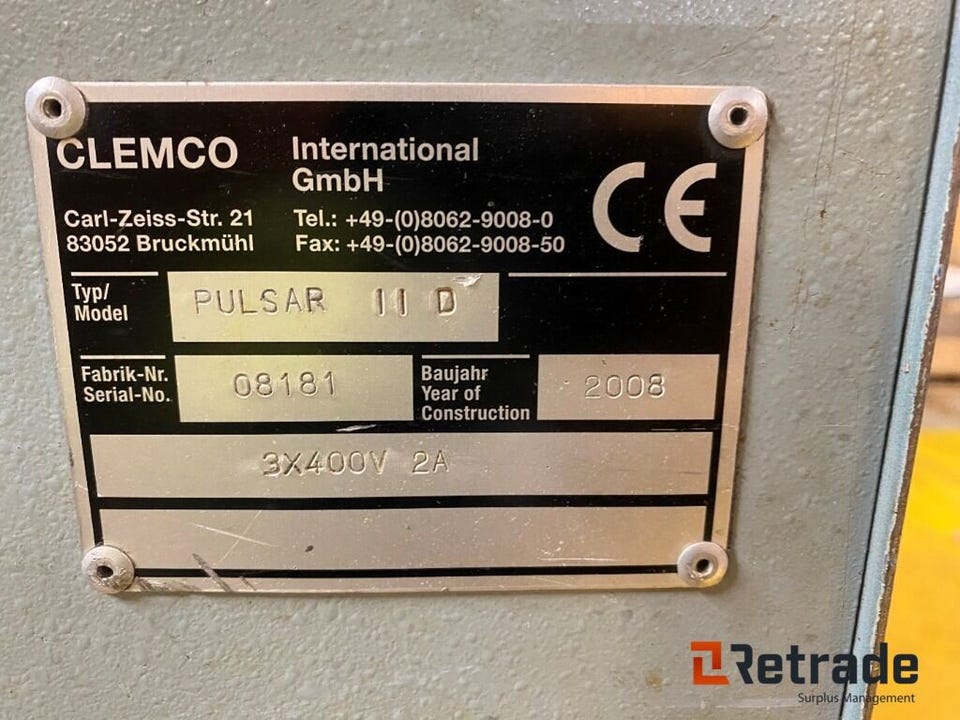 CLEMCO International
GmbH
Carl-Zeiss-Str. 21 Tel.: +49-(0)8062-9008-0
83052 Bruckmühl Fax: +49-(0)8062-9008-50
CE
Typ/
Model
PULSAR II D
Fabrik-Nr.
Serial-No.
08181
Baujahr
Year of
Construction
2008
3X400V 2A
Retrade
Surplus Management